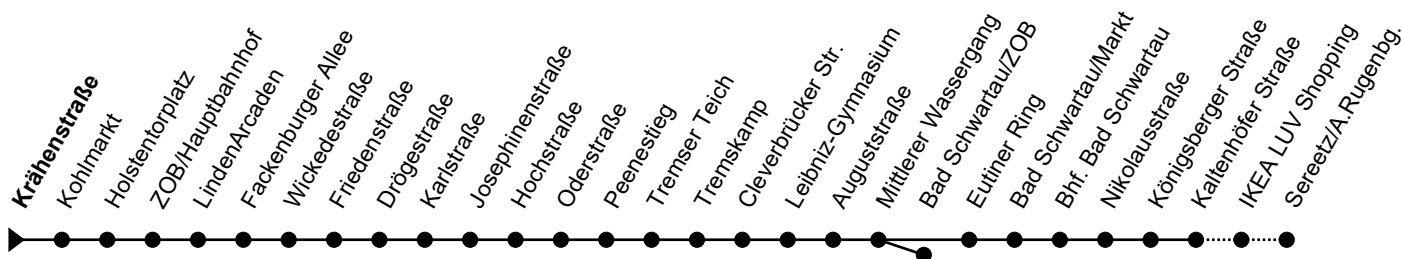 Krähenstraße
Kohlmarkt
Holstentorplatz
ZOB/Hauptbahnhof
LindenArcaden
Fackenburger Allee
Wickedestraße
Friedenstraße
Drögestraße
Karlstraße
Josephinenstraße
Hochstraße
Oderstraße
Peenestieg
Tremser Teich
Tremskamp
Cleverbrücker Str.
Leibniz-Gymnasium
Auguststraße
Mittlerer Wassergang
Bad Schwartau/ZOB
Eutiner Ring
Bad Schwartau/Markt
Bhf. Bad Schwartau
Nikolausstraße
Königsberger Straße
Kaltenhöfer Straße
IKEA LUV Shopping
Sereetz/A.Rugenbg.